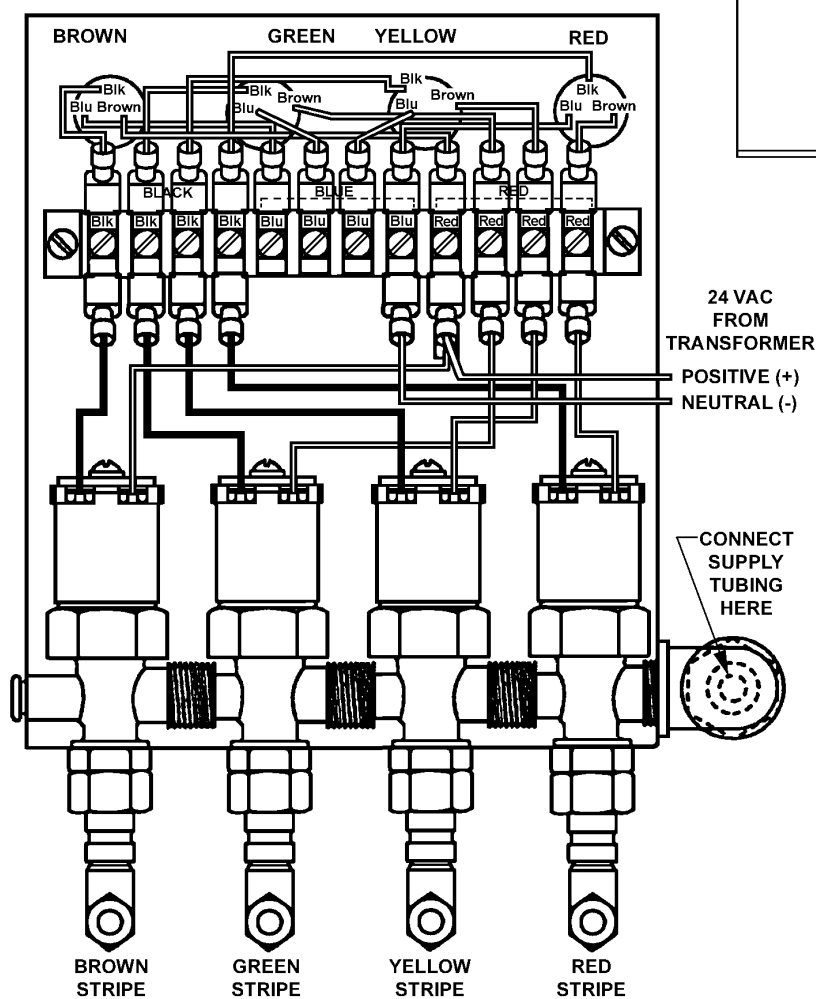 BROWN GREEN YELLOW RED
Blk Blk Blk Blk
Blu Brown Blu Brown Blu Brown Blu Brown
BLACK BLUE RED
Blk Blk Blk Blk Blu Blu Blu Blu Red Red Red Red
24 VAC
FROM
TRANSFORMER
POSITIVE (+)
NEUTRAL (-)
CONNECT
SUPPLY
TUBING
HERE
BROWN
STRIPE
GREEN
STRIPE
YELLOW
STRIPE
RED
STRIPE